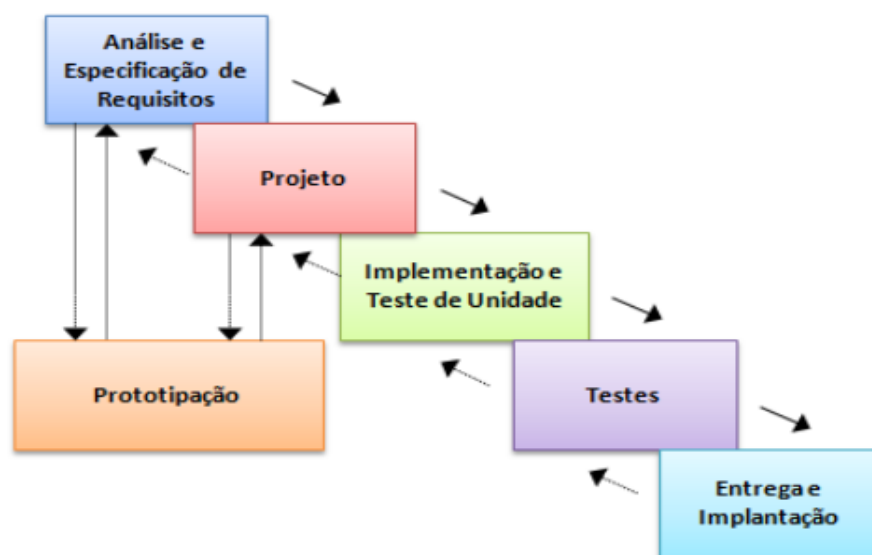 Análise e
Especificação de
Requisitos
Projeto
Implementação e
Teste de Unidade
Prototipação
Testes
Entrega e
Implantação